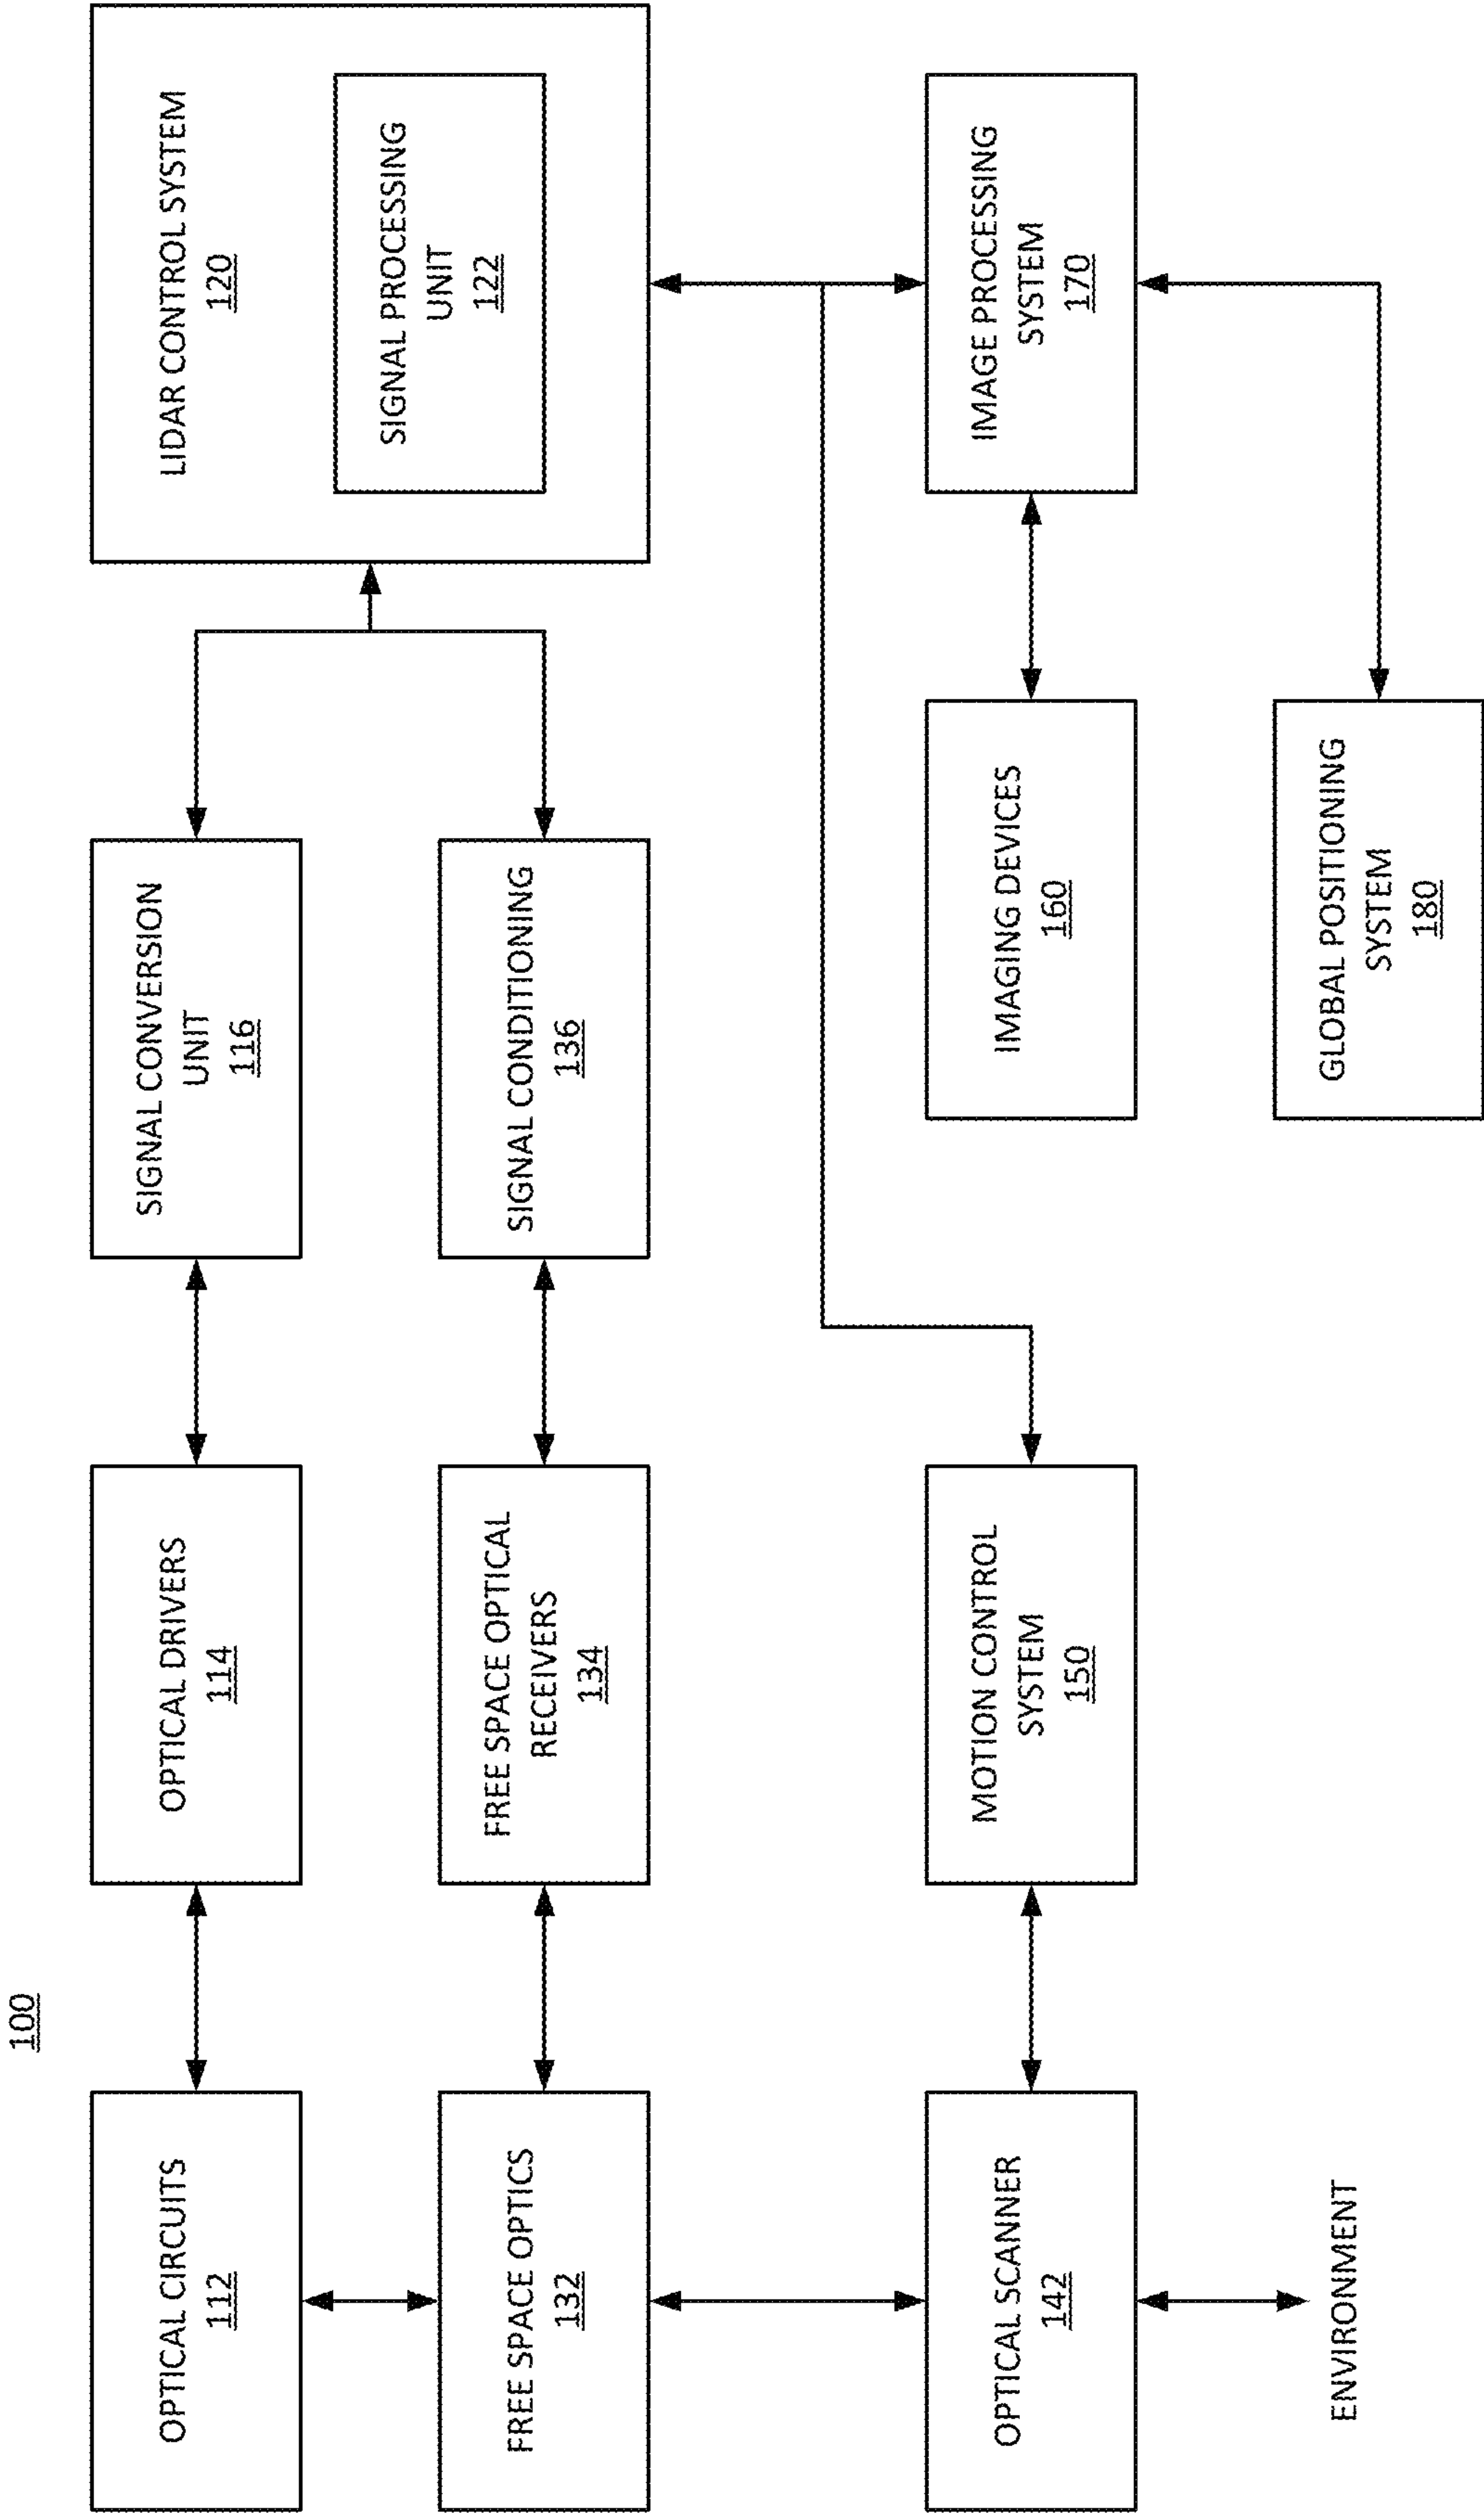 100
OPTICAL CIRCUITS
112
OPTICAL DRIVERS
114
SIGNAL CONVERSION
UNIT
116
LIDAR CONTROL SYSTEM
120
SIGNAL PROCESSING
UNIT
122
FREE SPACE OPTICS
132
FREE SPACE OPTICAL
RECEIVERS
134
SIGNAL CONDITIONING
136
OPTICAL SCANNER
142
MOTION CONTROL
SYSTEM
150
IMAGING DEVICES
160
IMAGE PROCESSING
SYSTEM
170
GLOBAL POSITIONING
SYSTEM
180
ENVIRONMENT